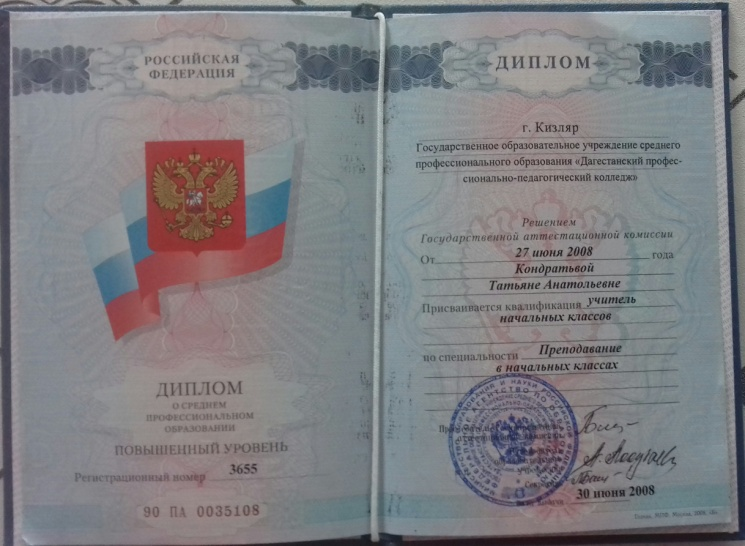 РОССИЙСКАЯ
ФЕДЕРАЦИЯ
ДИПЛОМ
О СРЕДНЕМ
ПРОФЕССИОНАЛЬНОМ
ОБРАЗОВАНИИ
ПОВЫШЕННЫЙ УРОВЕНЬ
Регистрационный номер 3655
90 ПА 0035108
ДИПЛОМ
г. Кизляр
Государственное образовательное учреждение среднего
профессионального образования «Дагестанский профес-
сионально-педагогический колледж»
Решением
Государственной аттестационной комиссии
От 27 июня 2008 года
Кондратьвой
Татьяне Анатольевне
Присваивается квалификация учитель
начальных классов
по специальности Преподавание
в начальных классах
30 июня 2008